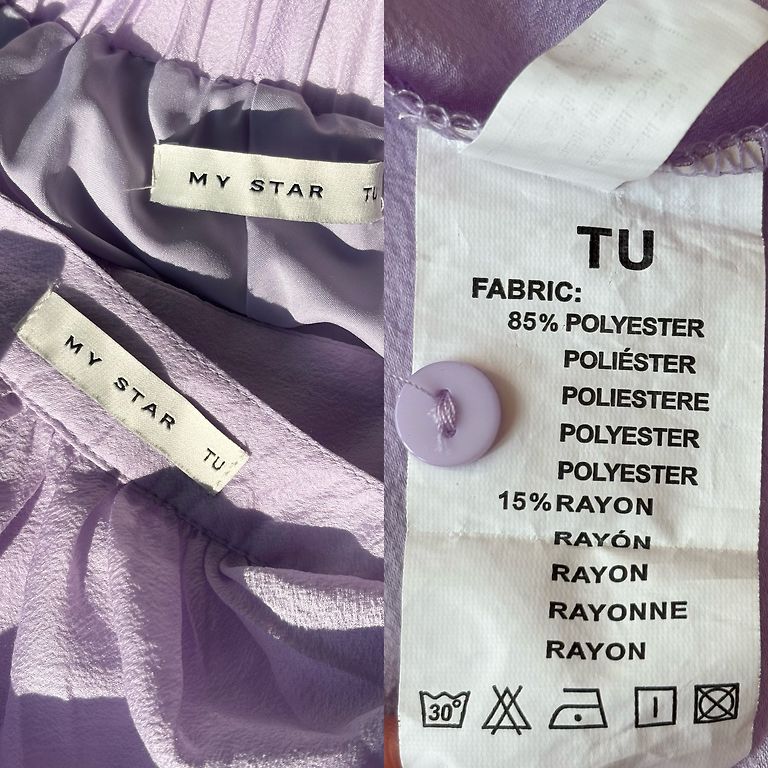 MY STAR TU
MY STAR TU
TU
FABRIC:
85% POLYESTER
POLIÉSTER
POLIESTERE
POLYESTER
POLYESTER
15% RAYON
RAYÓN
RAYON
RAYONNE
RAYON
30°